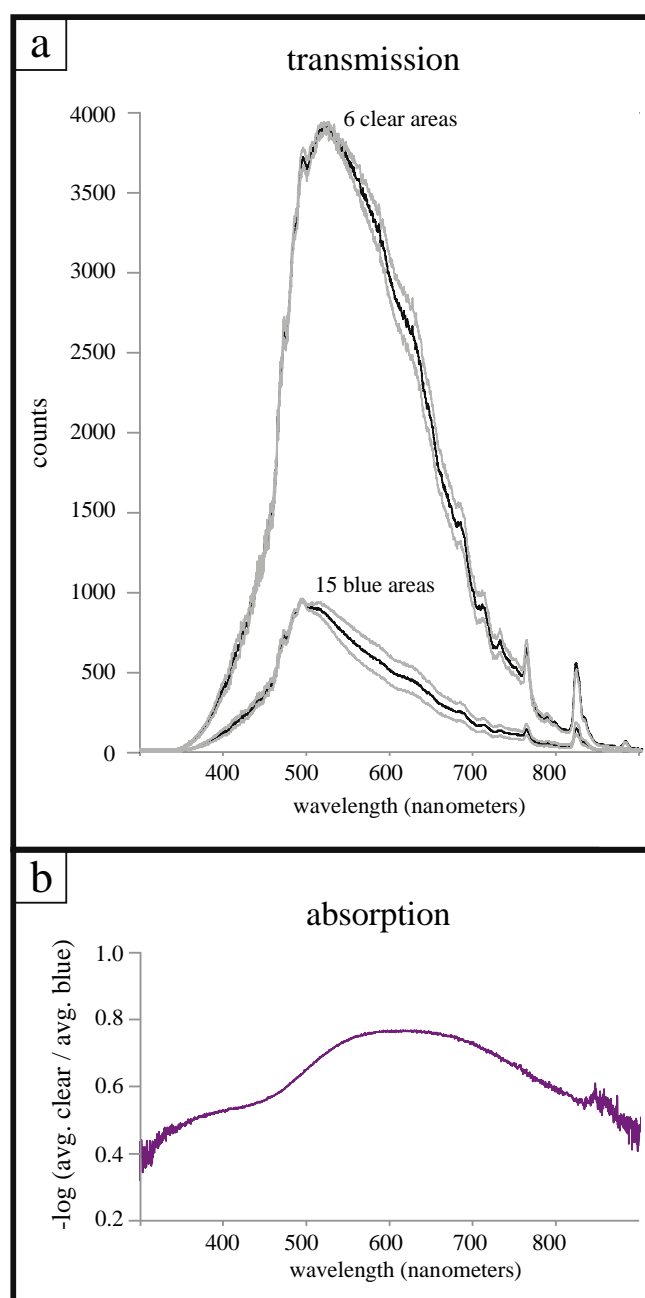 a
transmission
4000
3500
3000
2500
2000
1500
1000
500
0
counts
6 clear areas
15 blue areas
400 500 600 700 800
wavelength (nanometers)
b
absorption
1.0
0.8
0.6
0.4
0.2
-log (avg. clear / avg. blue)
400 500 600 700 800
wavelength (nanometers)